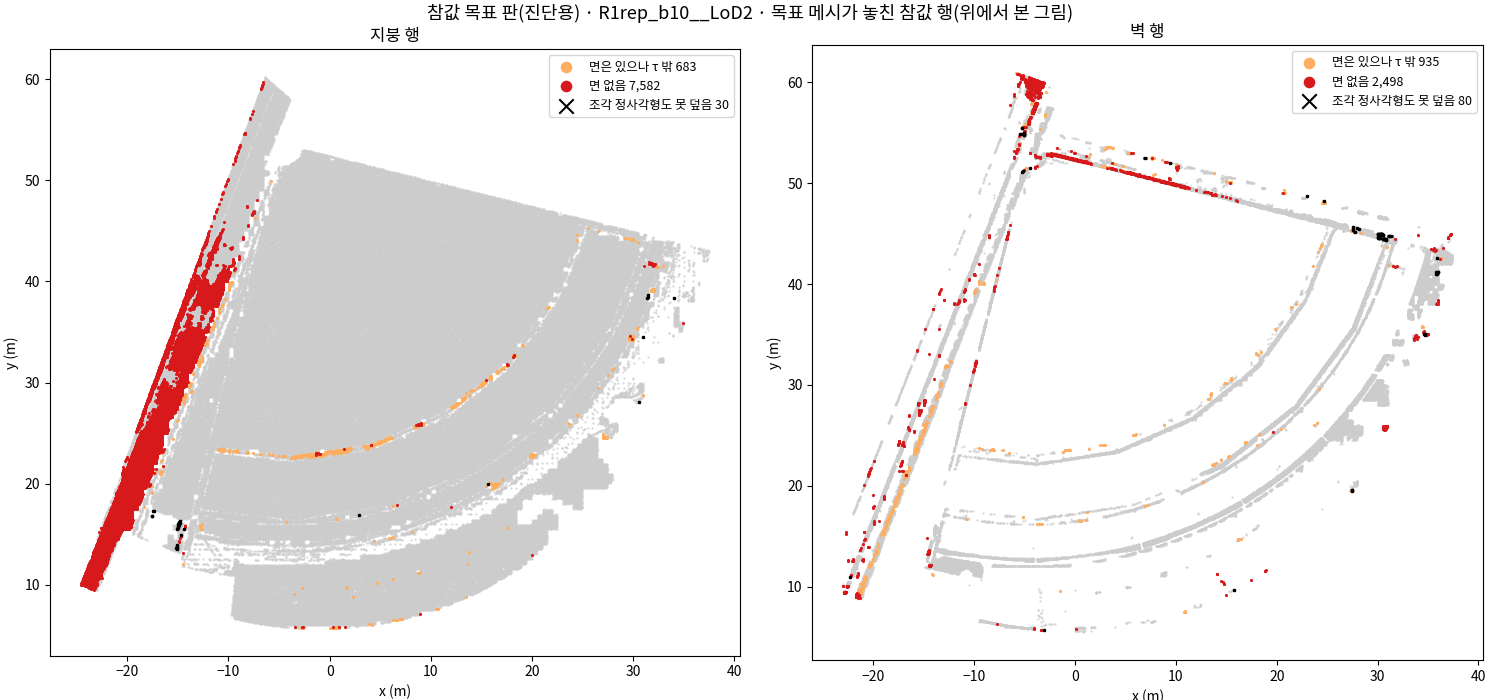 참값 목표 판(진단용) · R1rep_b10__LoD2 · 목표 메시가 놓친 참값 행(위에서 본 그림)
지붕 행
면은 있으나 τ 밖 683
면 없음 7,582
조각 정사각형도 못 덮음 30
60
50
40
30
20
10
y (m)
−20
−10
0
10
20
30
40
x (m)
벽 행
면은 있으나 τ 밖 935
면 없음 2,498
조각 정사각형도 못 덮음 80
60
50
40
30
20
10
y (m)
−20
−10
0
10
20
30
40
x (m)